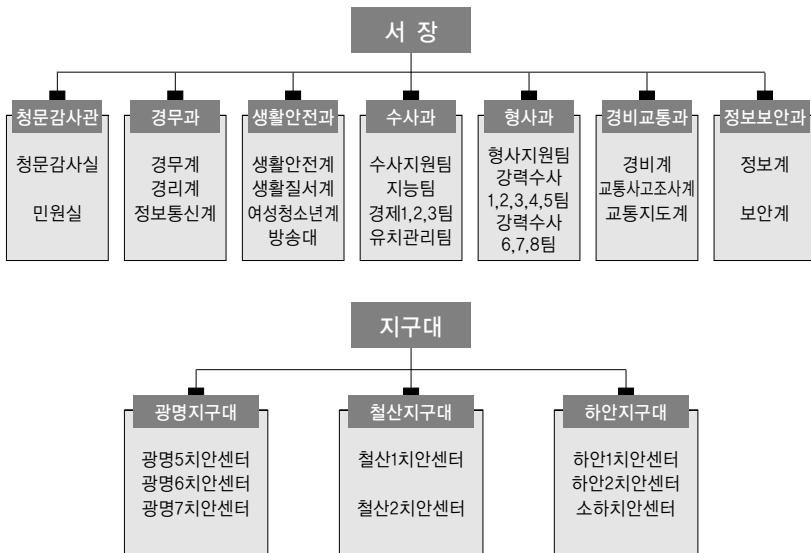 서 장
청문감사관
청문감사실
민원실
경무과
경무계
경리계
정보통신계
생활안전과
생활안전계
생활질서계
여성청소년계
방송대
수사과
수사지원팀
지능팀
경제1,2,3팀
유치관리팀
형사과
형사지원팀
강력수사
1,2,3,4,5팀
강력수사
6,7,8팀
경비교통과
경비계
교통사고조사계
교통지도계
정보보안과
정보계
보안계
지구대
광명지구대
광명5치안센터
광명6치안센터
광명7치안센터
철산지구대
철산1치안센터
철산2치안센터
하안지구대
하안1치안센터
하안2치안센터
소하치안센터